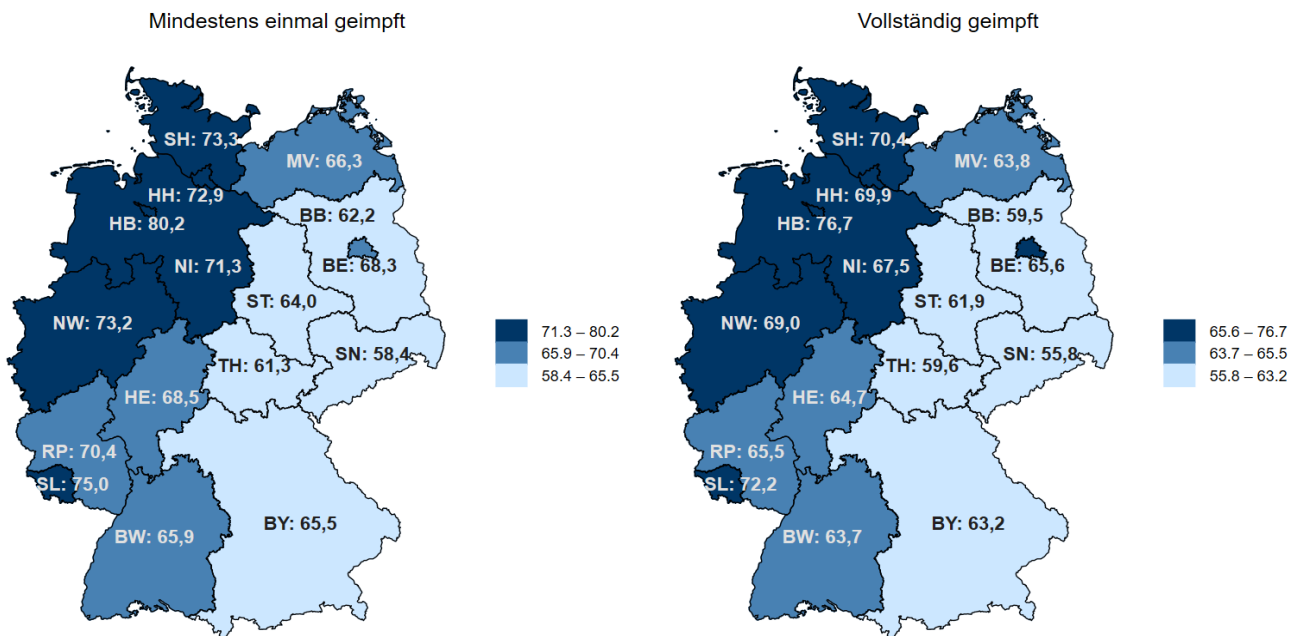 Mindestens einmal geimpft
SH: 73,3
MV: 66,3
HH: 72,9
BB: 62,2
HB: 80,2
NI: 71,3
BE: 68,3
ST: 64,0
NW: 73,2
SN: 58,4
TH: 61,3
HE: 68,5
RP: 70,4
SL: 75,0
BW: 65,9
BY: 65,5
71.3 – 80.2
65.9 – 70.4
58.4 – 65.5
Vollständig geimpft
SH: 70,4
MV: 63,8
HH: 69,9
BB: 59,5
HB: 76,7
NI: 67,5
BE: 65,6
ST: 61,9
NW: 69,0
SN: 55,8
TH: 59,6
HE: 64,7
RP: 65,5
SL: 72,2
BW: 63,7
BY: 63,2
65.6 – 76.7
63.7 – 65.5
55.8 – 63.2